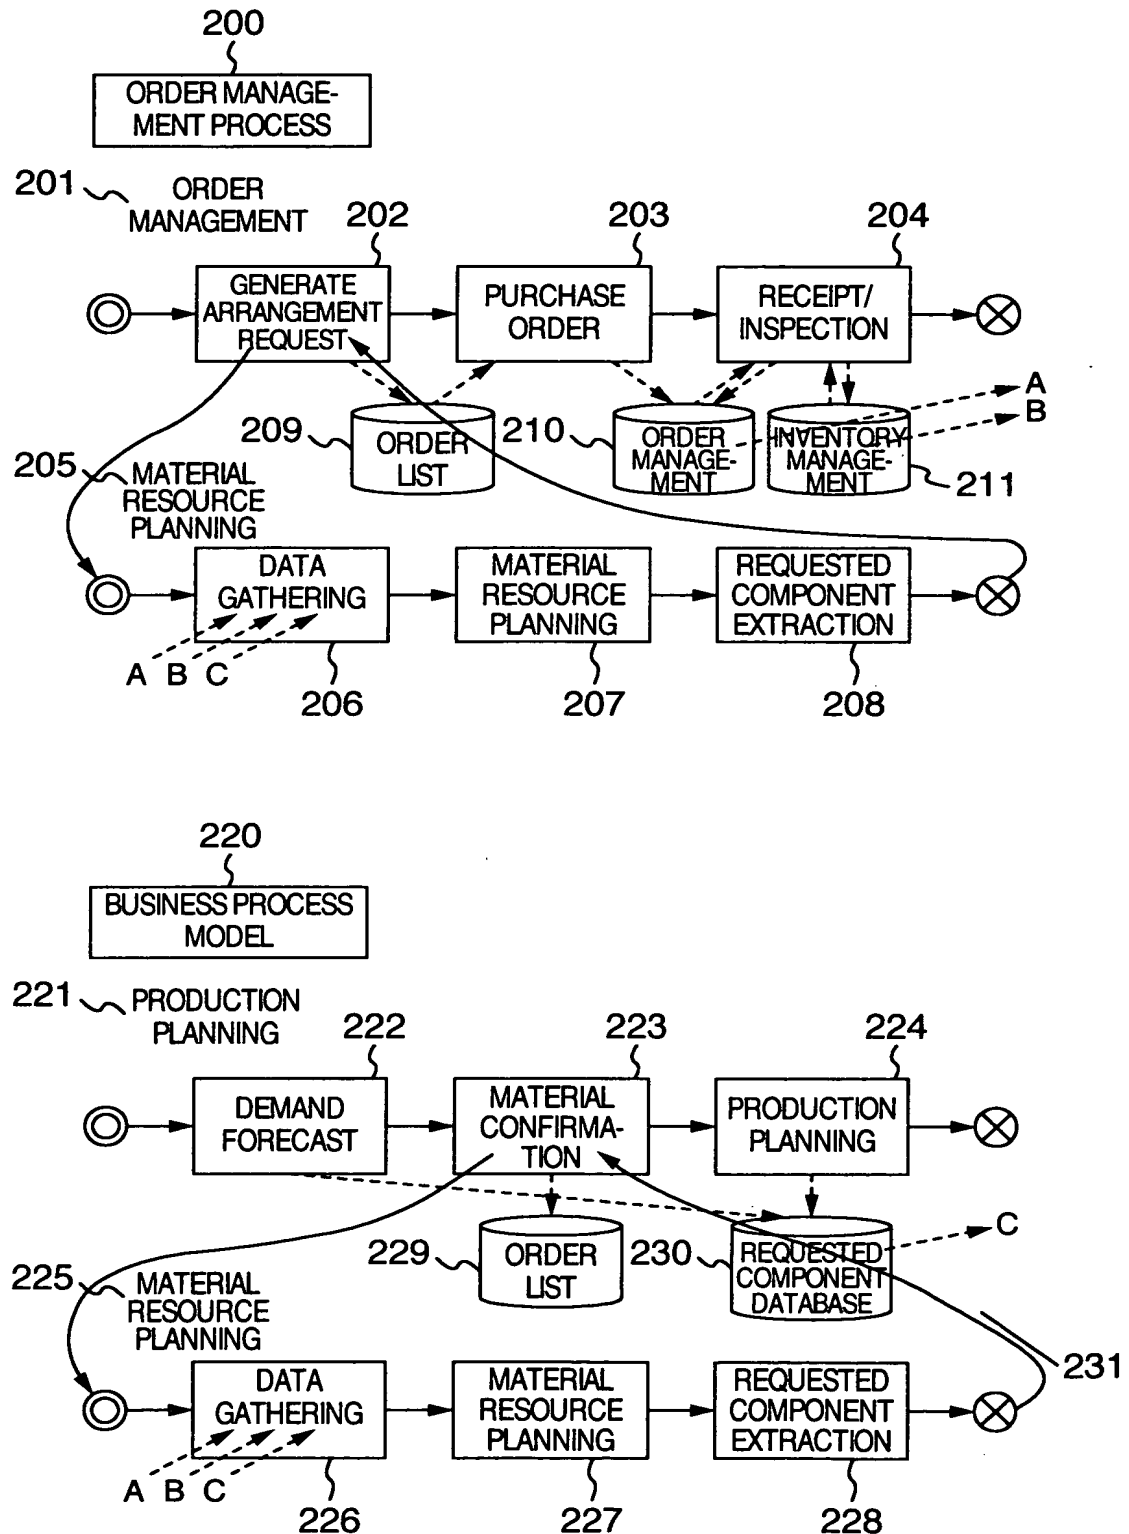 200
ORDER MANAGE-
MENT PROCESS
201
ORDER
MANAGEMENT
202
203
204
GENERATE
ARRANGEMENT
REQUEST
PURCHASE
ORDER
RECEIPT/
INSPECTION
A
B
209
ORDER
LIST
210
ORDER
MANAGE-
MENT
INVENTORY
MANAGE-
MENT
211
205
MATERIAL
RESOURCE
PLANNING
DATA
GATHERING
MATERIAL
RESOURCE
PLANNING
REQUESTED
COMPONENT
EXTRACTION
A B C
206
207
208
220
BUSINESS PROCESS
MODEL
221
PRODUCTION
PLANNING
222
223
224
DEMAND
FORECAST
MATERIAL
CONFIRMA-
TION
PRODUCTION
PLANNING
C
229
ORDER
LIST
230
REQUESTED
COMPONENT
DATABASE
225
MATERIAL
RESOURCE
PLANNING
231
DATA
GATHERING
MATERIAL
RESOURCE
PLANNING
REQUESTED
COMPONENT
EXTRACTION
A B C
226
227
228